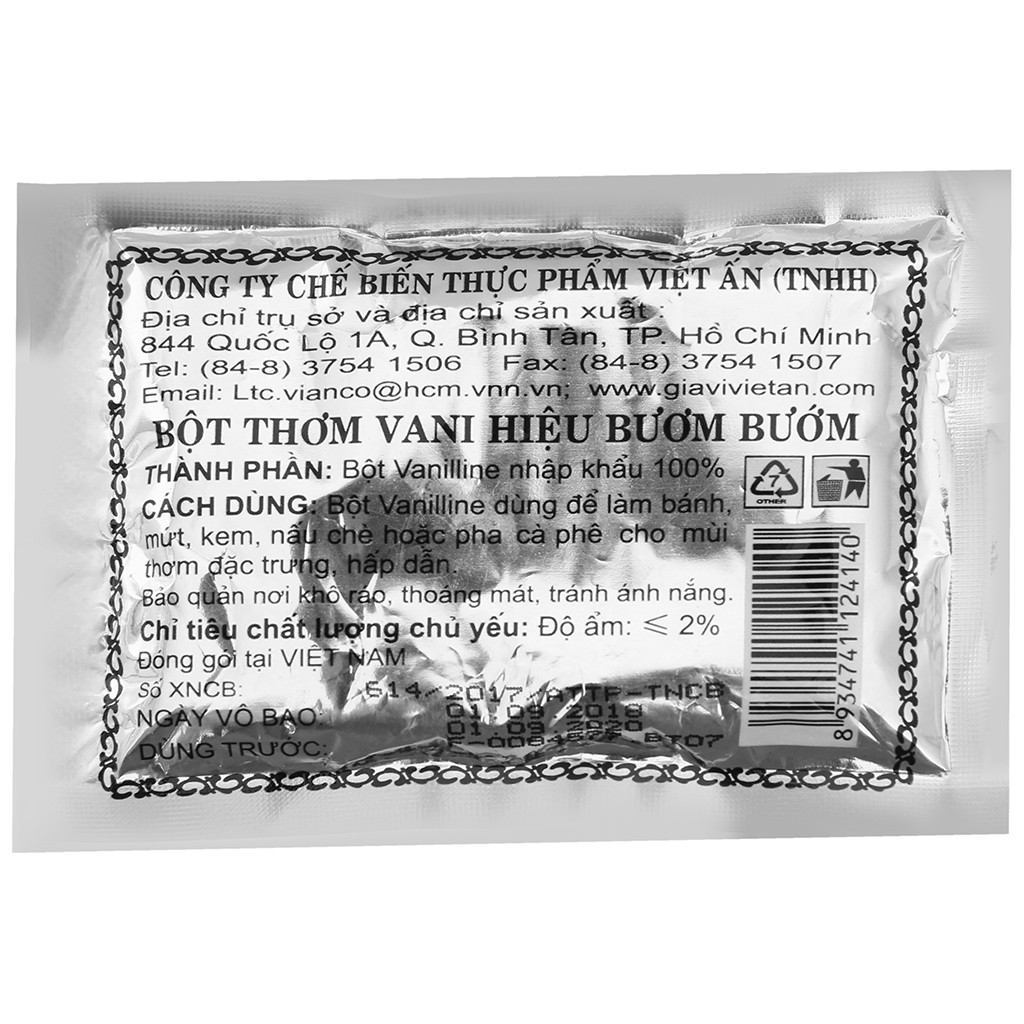 CÔNG TY CHẾ BIẾN THỰC PHẨM VIỆT ẤN (TNHH)
Địa chỉ trụ sở và địa chỉ sản xuất :
844 Quốc Lộ 1A, Q. Bình Tân, TP. Hồ Chí Minh
Tel: (84-8) 3754 1506 Fax: (84-8) 3754 1507
Email: Ltc.vianco@hcm.vnn.vn; www.giavivietan.com
BỘT THƠM VANI HIỆU BƯƠM BƯỚM
THÀNH PHẦN: Bột Vanilline nhập khẩu 100%
7
OTHER
CÁCH DÙNG: Bột Vanilline dùng để làm bánh,
mứt, kem, nấu chè hoặc pha cà phê cho mùi
thơm đặc trưng, hấp dẫn.
Bảo quản nơi khô ráo, thoáng mát, tránh ánh nắng.
Chỉ tiêu chất lượng chủ yếu: Độ ẩm: ≤ 2%
Đóng gói tại VIỆT NAM
Số XNCB: 614/2017/ATTP-TNCB
NGÀY VÔ BAO:
DÙNG TRƯỚC:
8934741 124140